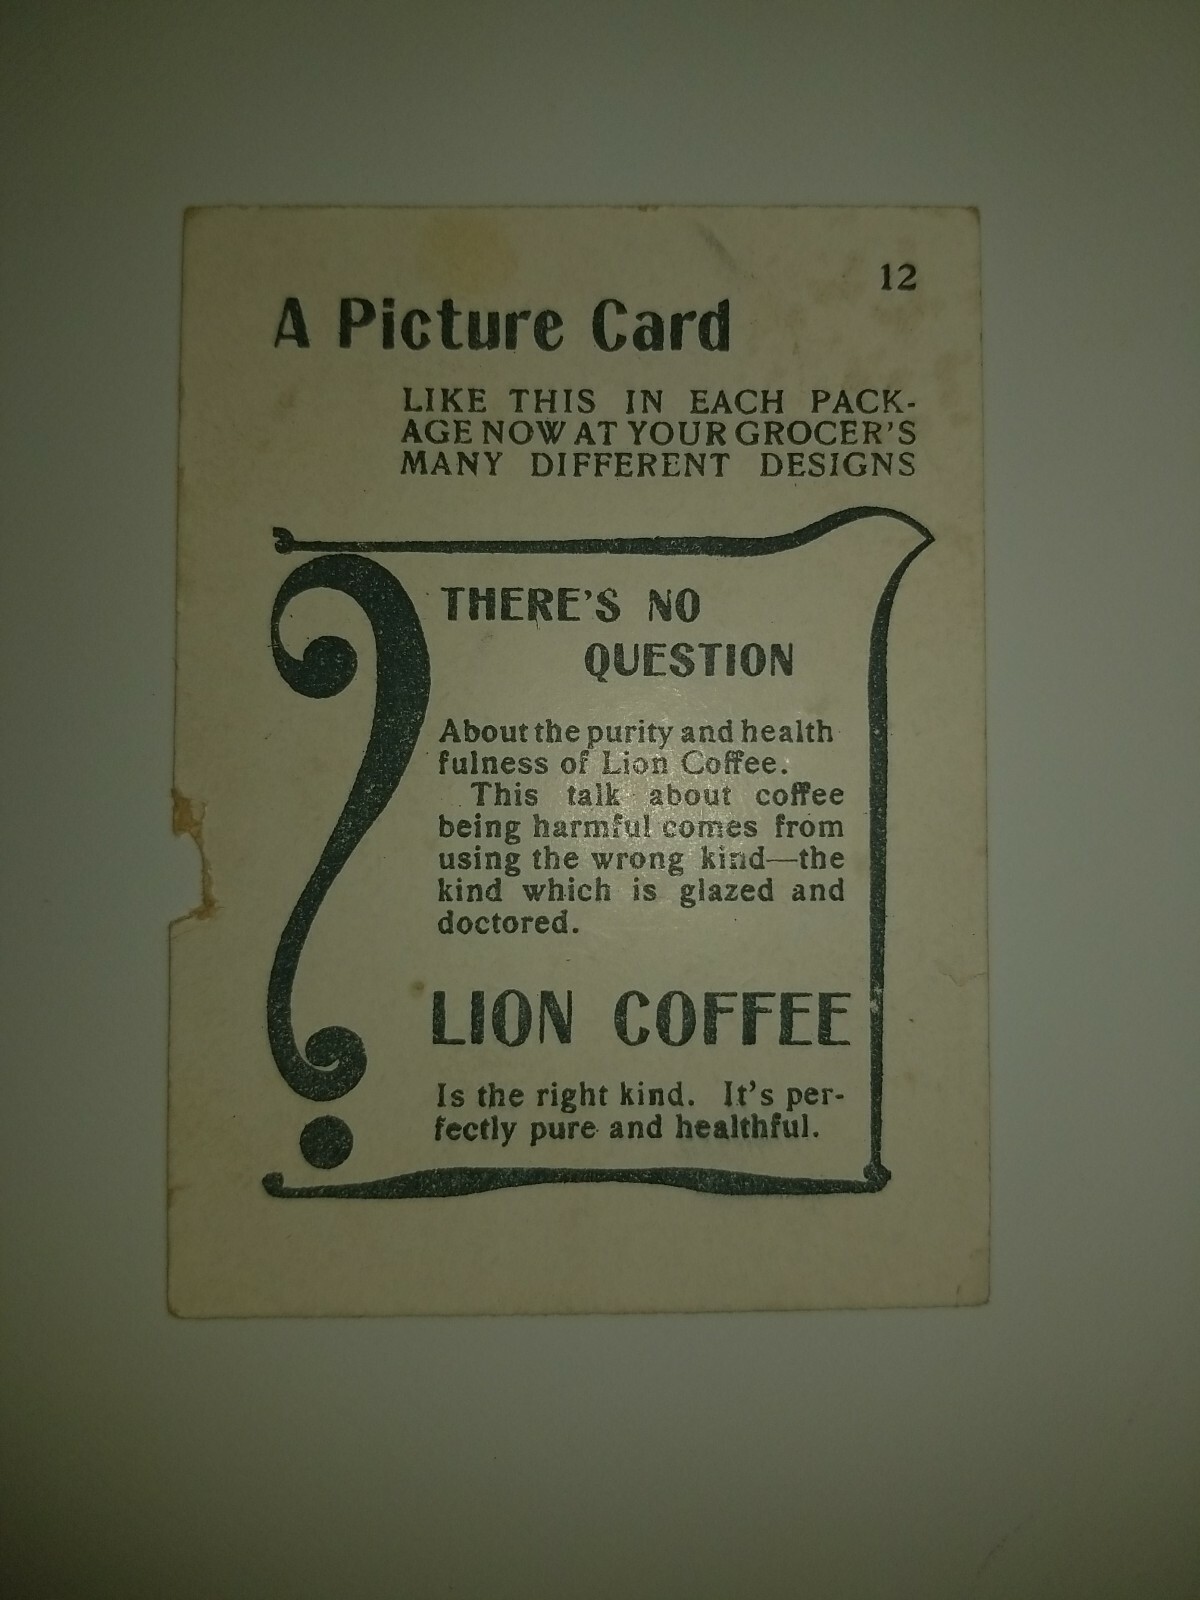 12
A Picture Card
LIKE THIS IN EACH PACK-
AGE NOW AT YOUR GROCER'S
MANY DIFFERENT DESIGNS
THERE'S NO
QUESTION
About the purity and health
fulness of Lion Coffee.
This talk about coffee
being harmful comes from
using the wrong kind—the
kind which is glazed and
doctored.
LION COFFEE
Is the right kind. It's per-
fectly pure and healthful.